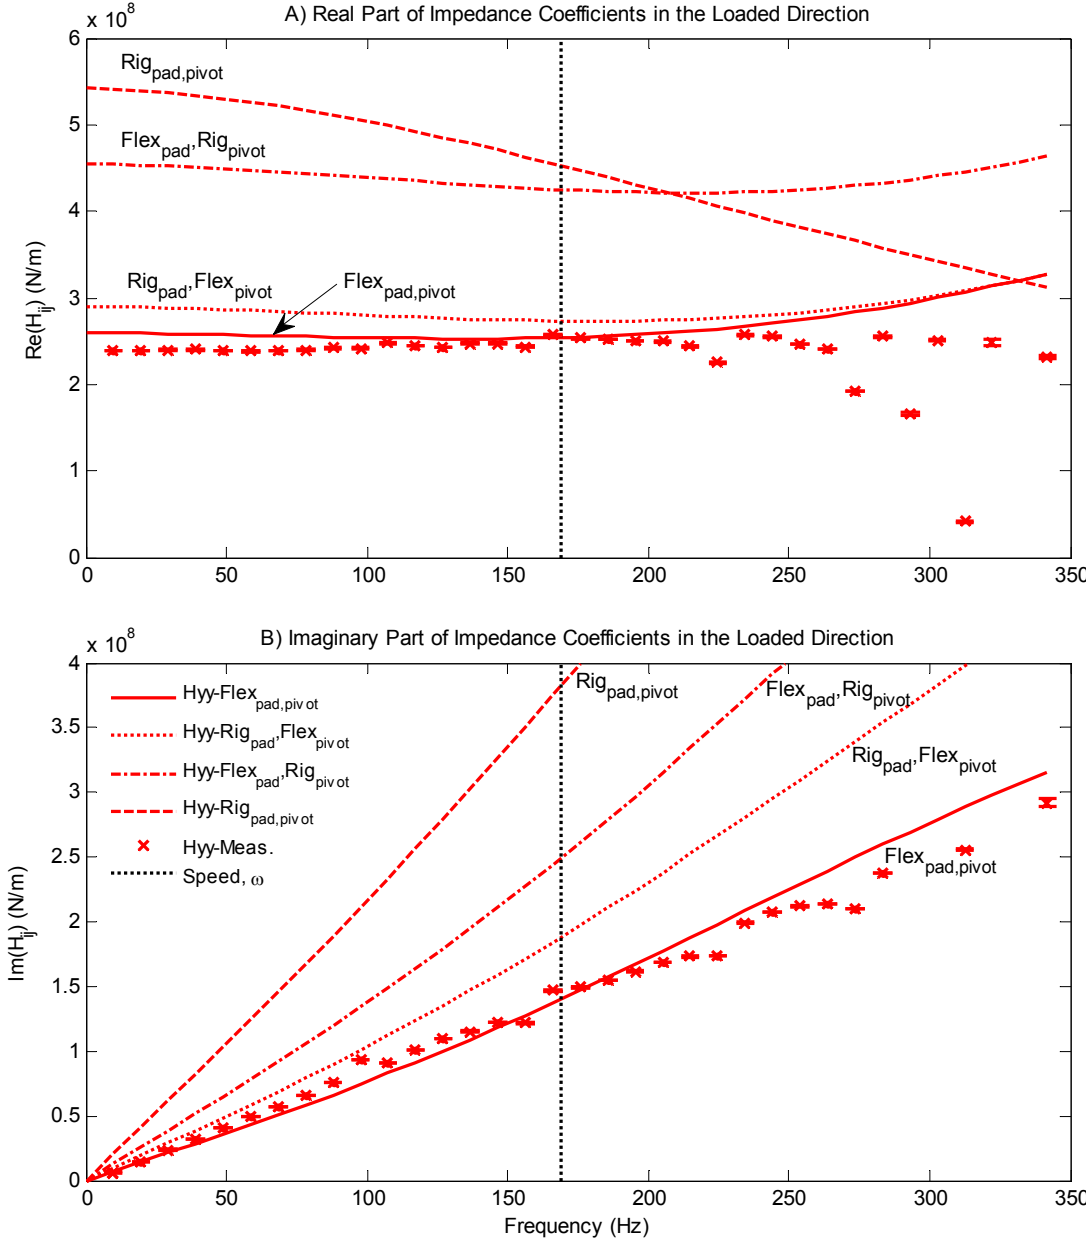 A) Real Part of Impedance Coefficients in the Loaded Direction
x 10^8
6
5
4
3
2
1
0
Re(H_ij) (N/m)
Rig_pad,pivot
Flex_pad,Rig_pivot
Rig_pad,Flex_pivot
Flex_pad,pivot
0 50 100 150 200 250 300 350
B) Imaginary Part of Impedance Coefficients in the Loaded Direction
x 10^8
4
3.5
3
2.5
2
1.5
1
0.5
0
Im(H_ij) (N/m)
Hyy-Flex_pad,pivot
Hyy-Rig_pad,Flex_pivot
Hyy-Flex_pad,Rig_pivot
Hyy-Rig_pad,pivot
Hyy-Meas.
Speed, ω
Rig_pad,pivot
Flex_pad,Rig_pivot
Rig_pad,Flex_pivot
Flex_pad,pivot
0 50 100 150 200 250 300 350
Frequency (Hz)